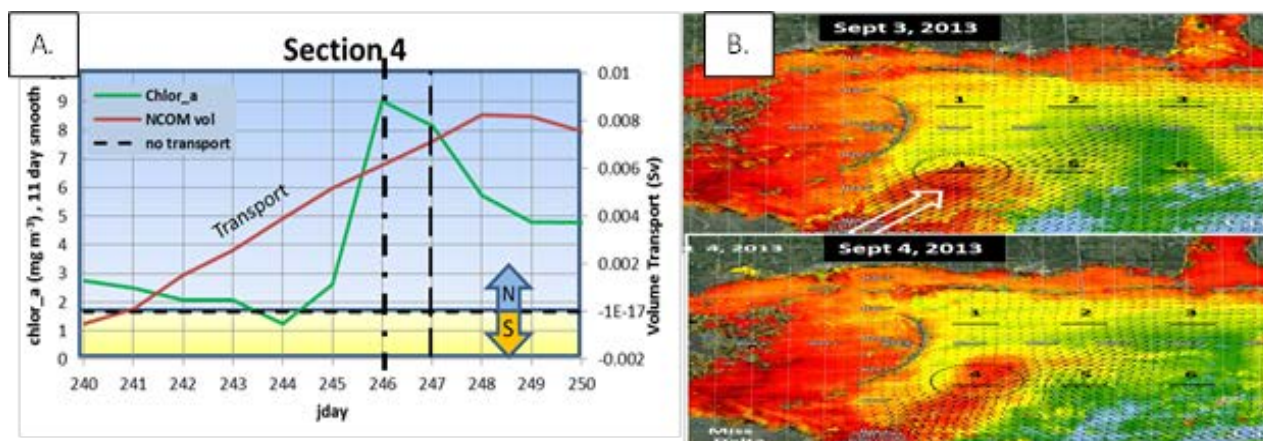 A.
Section 4
Chlor_a
NCOM vol
no transport
Transport
N
S
9
8
7
6
5
4
3
2
1
0
chlor_a (mg m⁻³) , 11 day smooth
0.01
0.008
0.006
0.004
0.002
-1E-17
-0.002
Volume Transport (Sv)
240 241 242 243 244 245 246 247 248 249 250
jday
B.
Sept 3, 2013
1 2 3
4 5 6
4, 2013
Sept 4, 2013
1 2 3
4 5 6
Miss